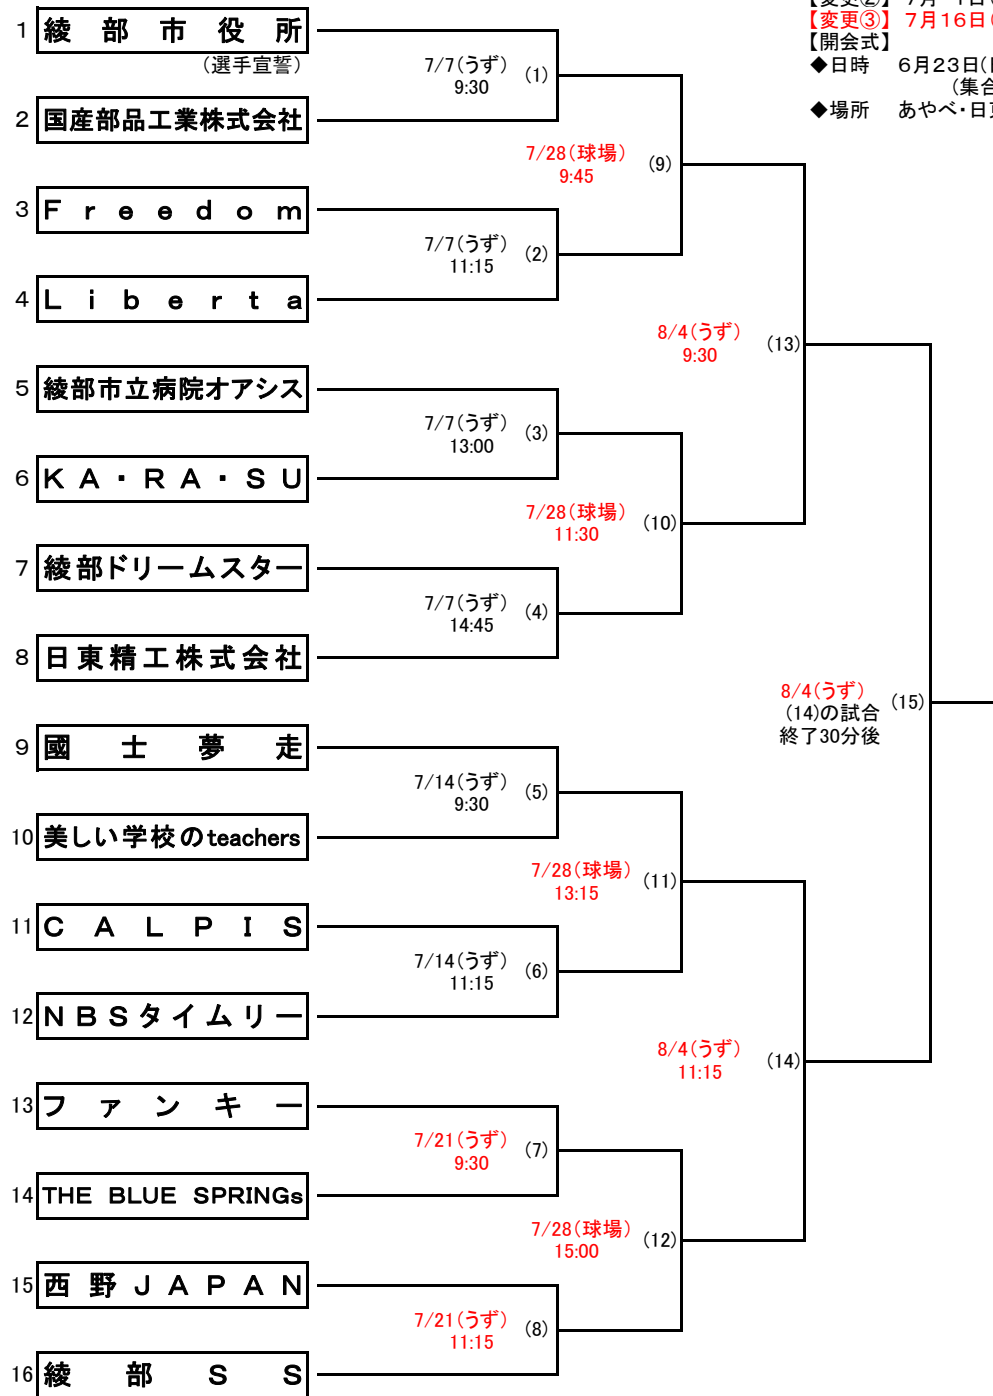 【変更③】 7月16日(
【開会式】
◆日時 6月23日(
(集合
◆場所 あやべ・日東
1 綾部市役所
(選手宣誓)
7/7(うず)
9:30
(1)
2 国産部品工業株式会社
7/28(球場)
9:45
(9)
3 Freedom
7/7(うず)
11:15
(2)
4 Liberta
8/4(うず)
9:30
(13)
5 綾部市立病院オアシス
7/7(うず)
13:00
(3)
6 KA・RA・SU
7/28(球場)
11:30
(10)
7 綾部ドリームスター
7/7(うず)
14:45
(4)
8 日東精工株式会社
8/4(うず)
(14)の試合
終了30分後
(15)
9 國士夢走
7/14(うず)
9:30
(5)
10 美しい学校のteachers
7/28(球場)
13:15
(11)
11 CALPIS
7/14(うず)
11:15
(6)
12 NBSタイムリー
8/4(うず)
11:15
(14)
13 ファンキー
7/21(うず)
9:30
(7)
14 THE BLUE SPRINGs
7/28(球場)
15:00
(12)
15 西野JAPAN
7/21(うず)
11:15
(8)
16 綾部SS